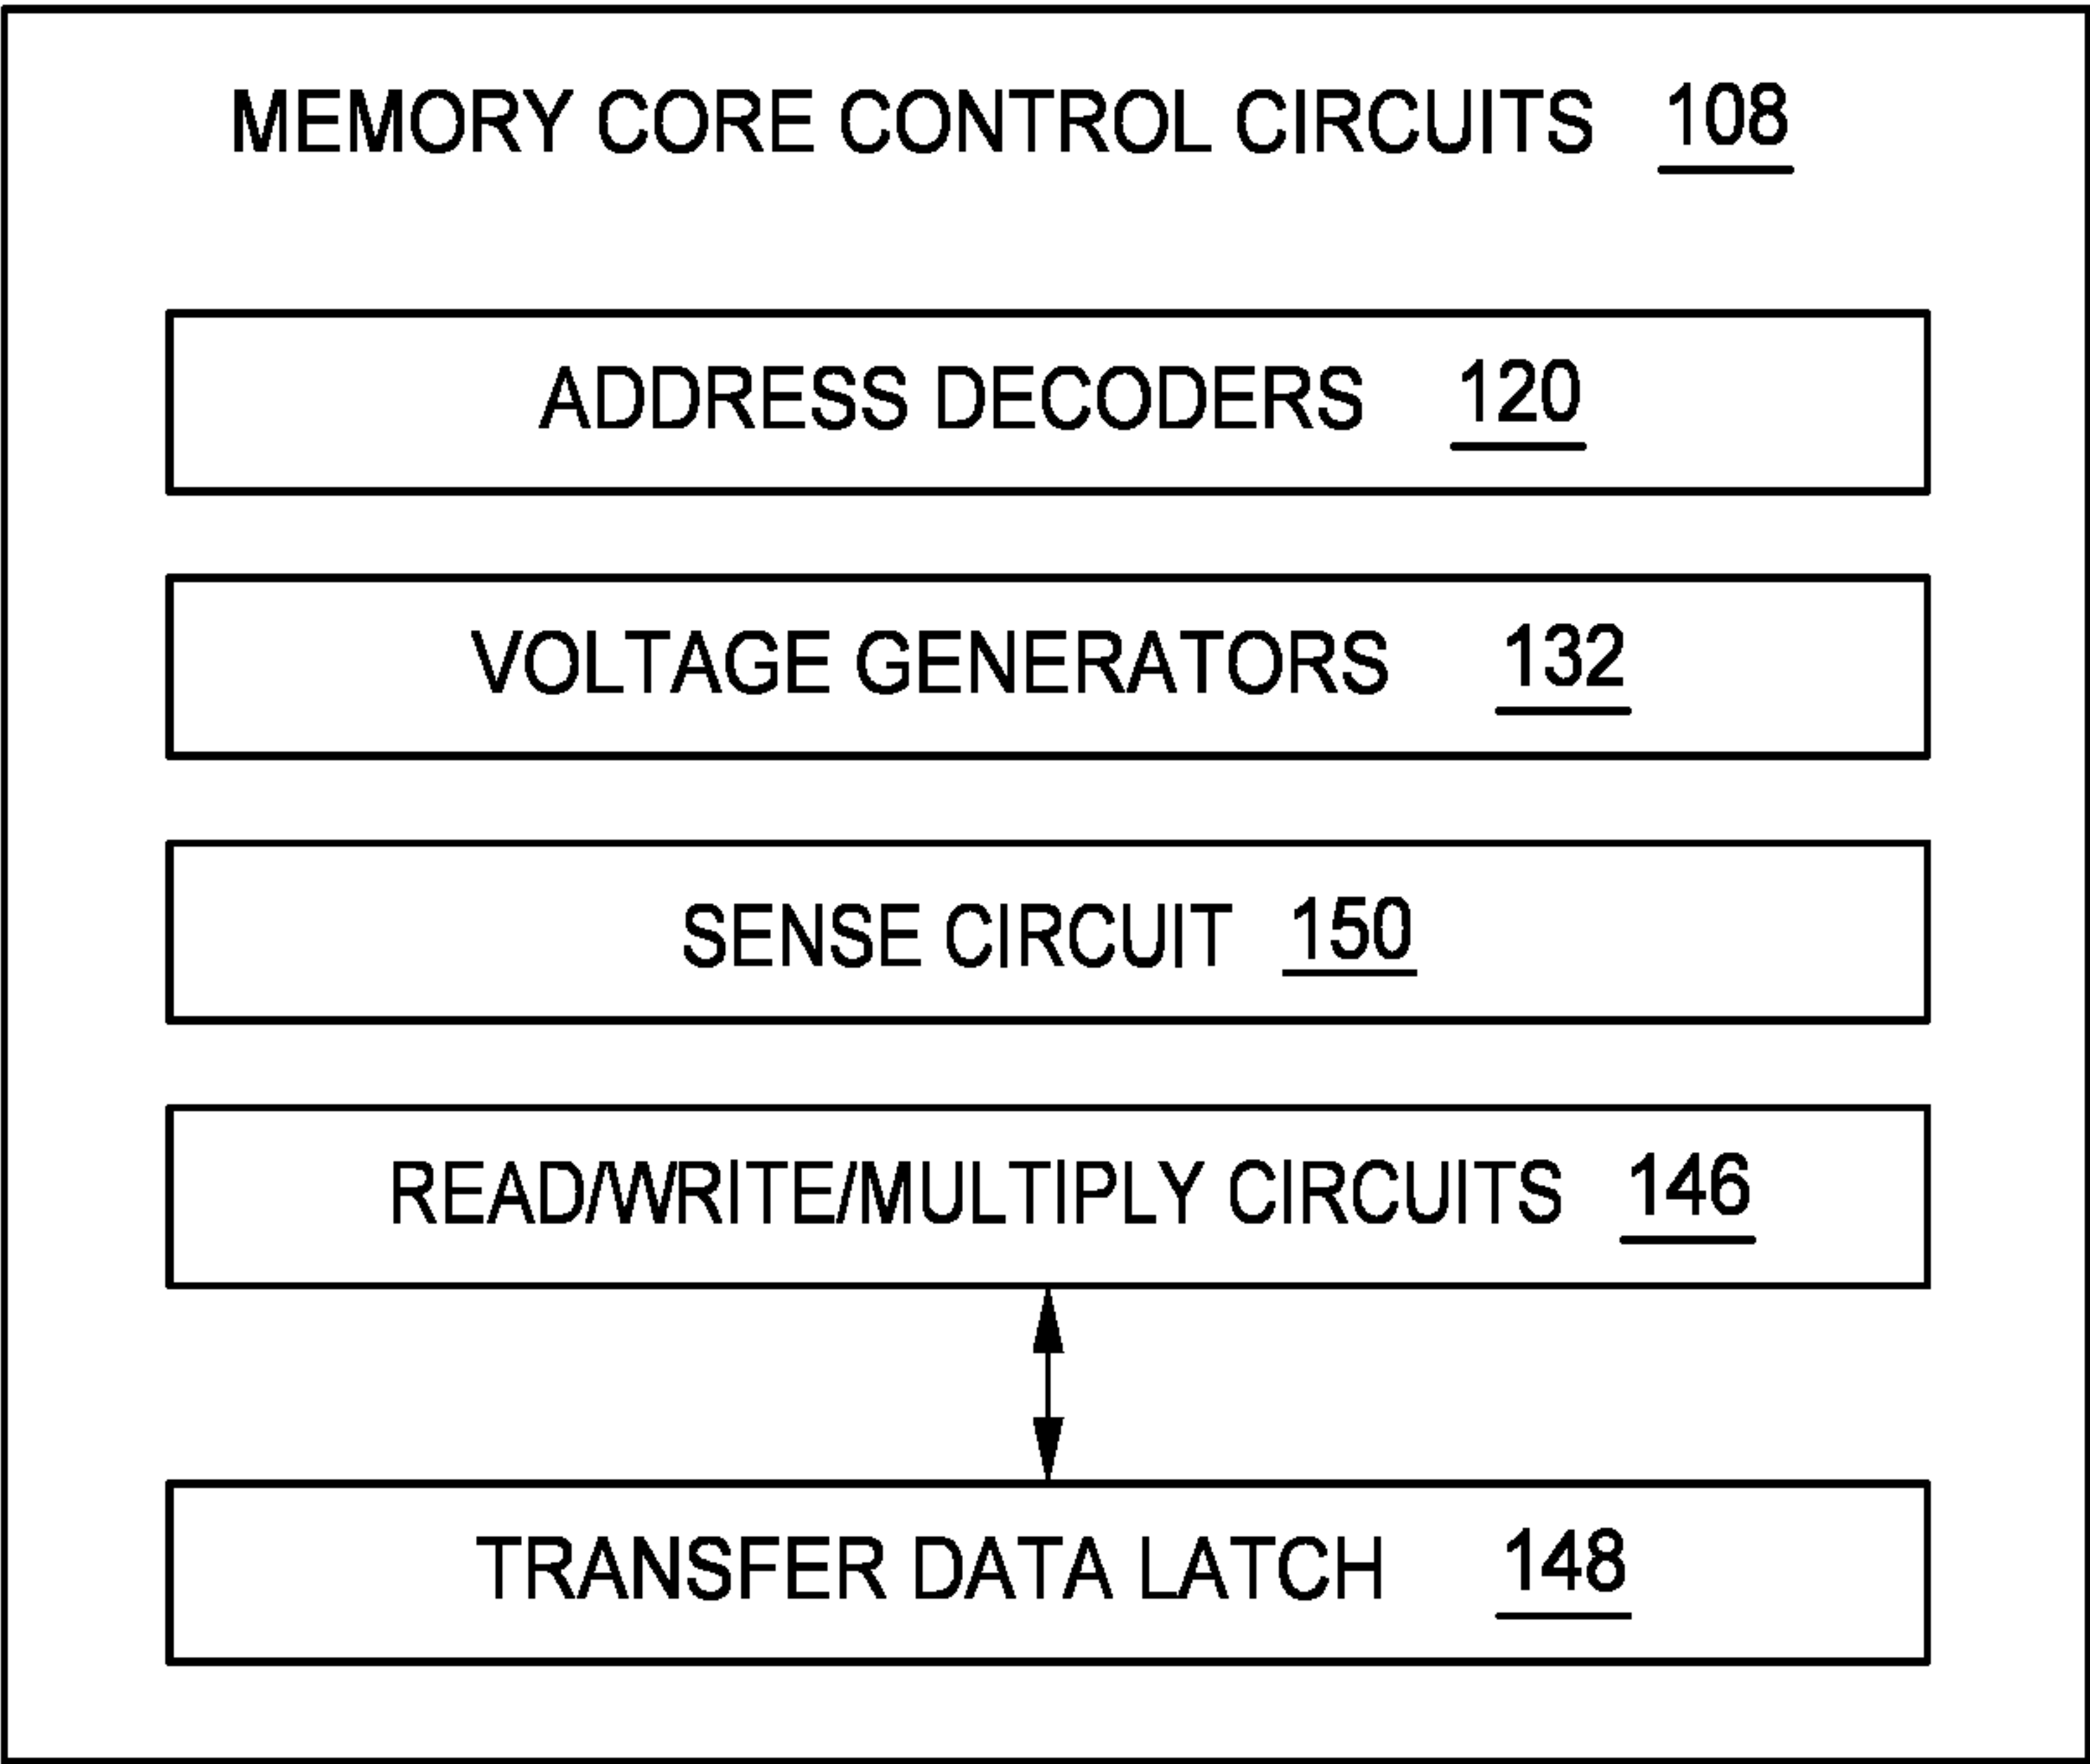 MEMORY CORE CONTROL CIRCUITS 108
ADDRESS DECODERS 120
VOLTAGE GENERATORS 132
SENSE CIRCUIT 150
READ/WRITE/MULTIPLY CIRCUITS 146
TRANSFER DATA LATCH 148